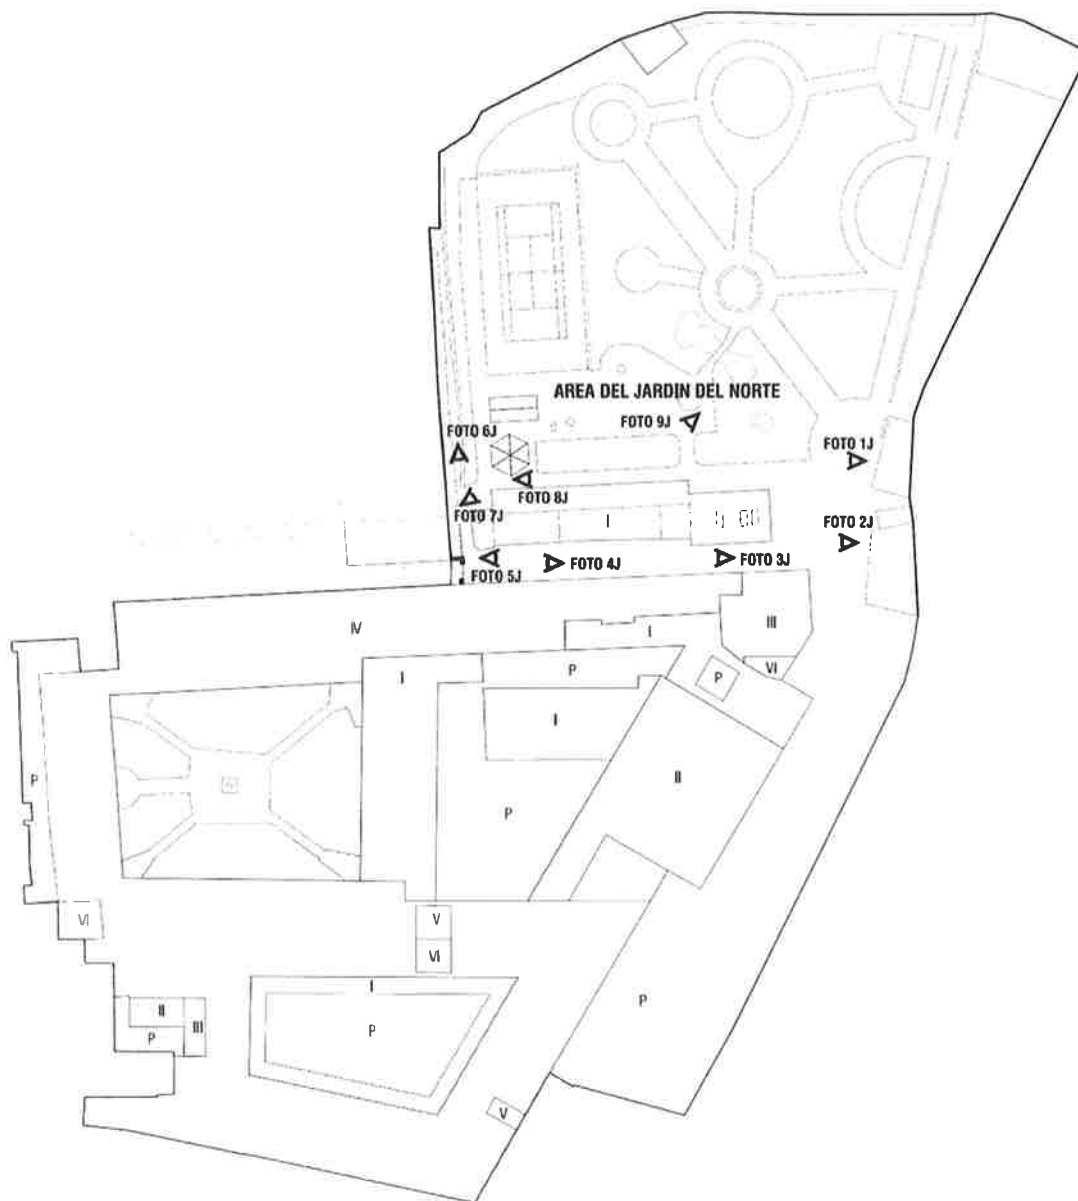 AREA DEL JARDIN DEL NORTE
FOTO 9J
FOTO 6J
FOTO 1J
FOTO 8J
FOTO 7J
I
FOTO 2J
FOTO 5J
FOTO 4J
FOTO 3J
IV
I
III
VI
I
P
P
I
P
II
P
VI
V
VI
I
P
II
III
P
P
V